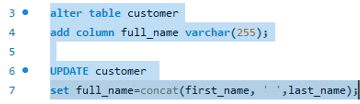 3 alter table customer
4 add column full_name varchar(255);
5
6 UPDATE customer
7 set full_name=concat(first_name, ' ',last_name);